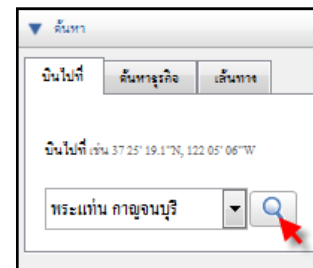 ค้นหา
บินไปที่ ค้นหาธุรกิจ เส้นทาง
บินไปที่ เช่น 37 25' 19.1"N, 122 05' 06"W
พระแท่น กาญจนบุรี